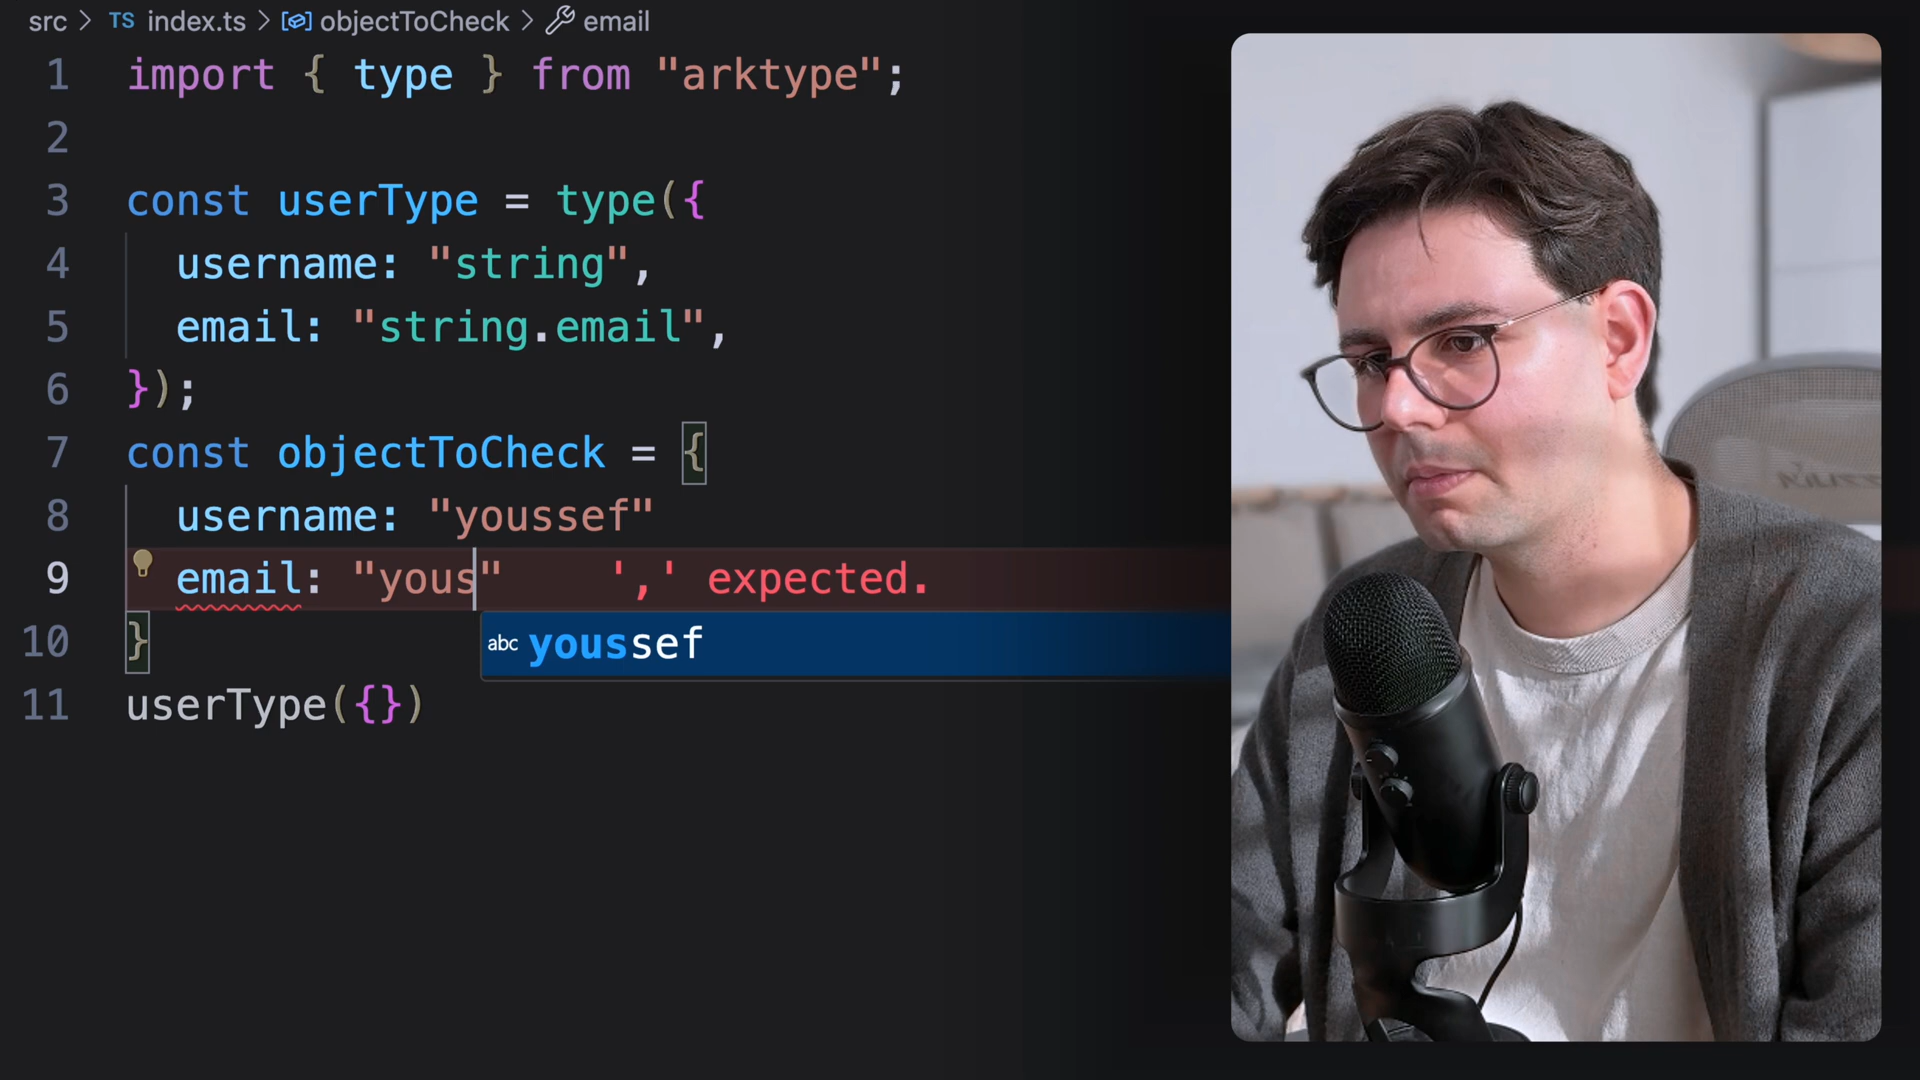 src > TS index.ts > objectToCheck > email
1 import { type } from "arktype";
2
3 const userType = type({
4 username: "string",
5 email: "string.email",
6 });
7 const objectToCheck = {
8 username: "youssef"
9 email: "yous" ',' expected.
abc youssef
10 }
11 userType({})